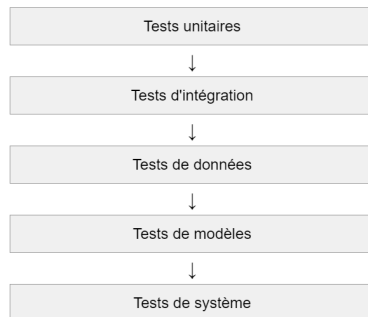 Tests unitaires
↓
Tests d'intégration
↓
Tests de données
↓
Tests de modèles
↓
Tests de système